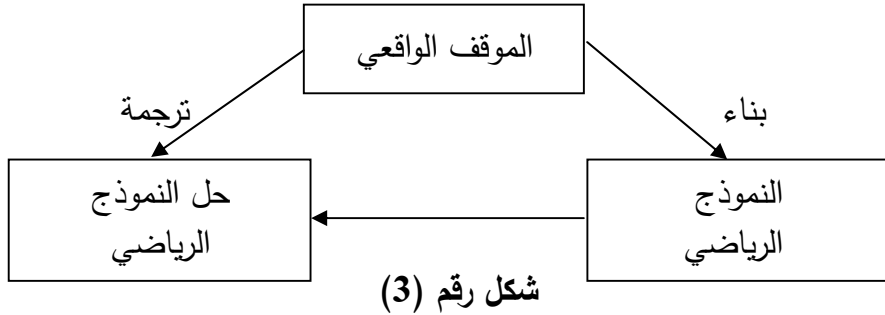 الموقف الواقعي
بناء
ترجمة
النموذج
الرياضي
حل النموذج
الرياضي
شكل رقم (3)